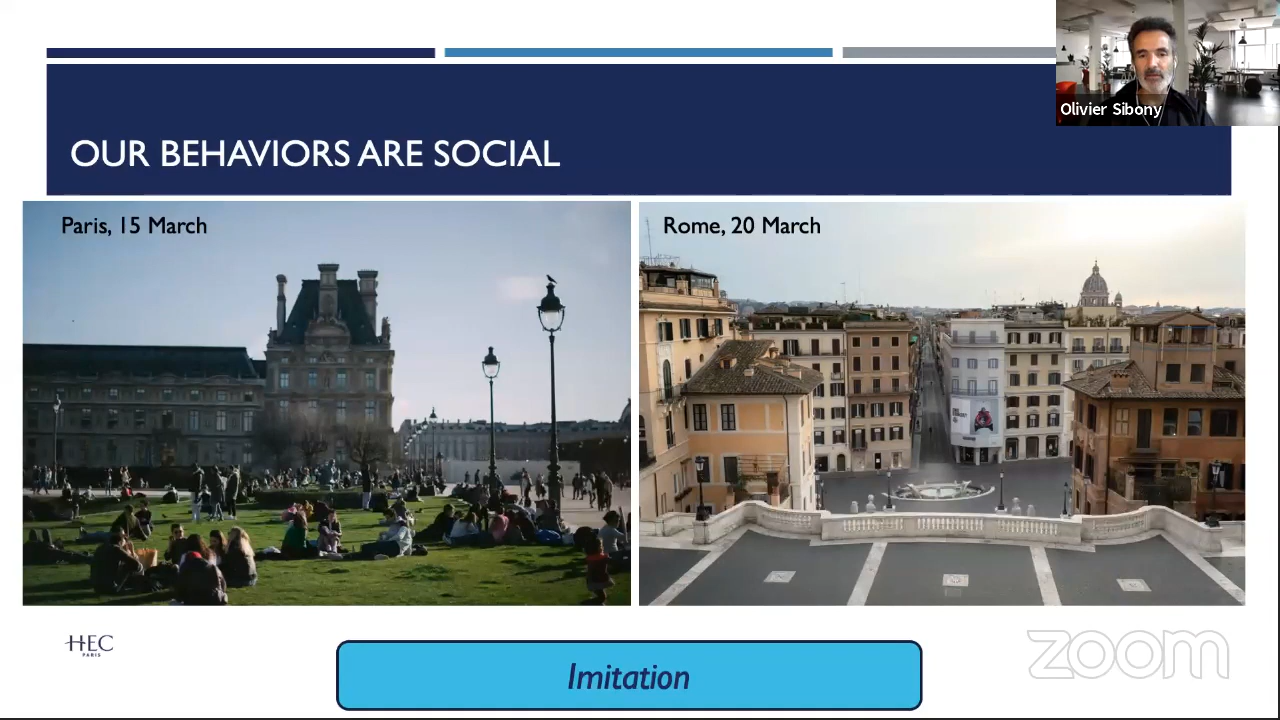 Olivier Sibony
OUR BEHAVIORS ARE SOCIAL
Paris, 15 March
Rome, 20 March
HEC
PARIS
Imitation
zoom